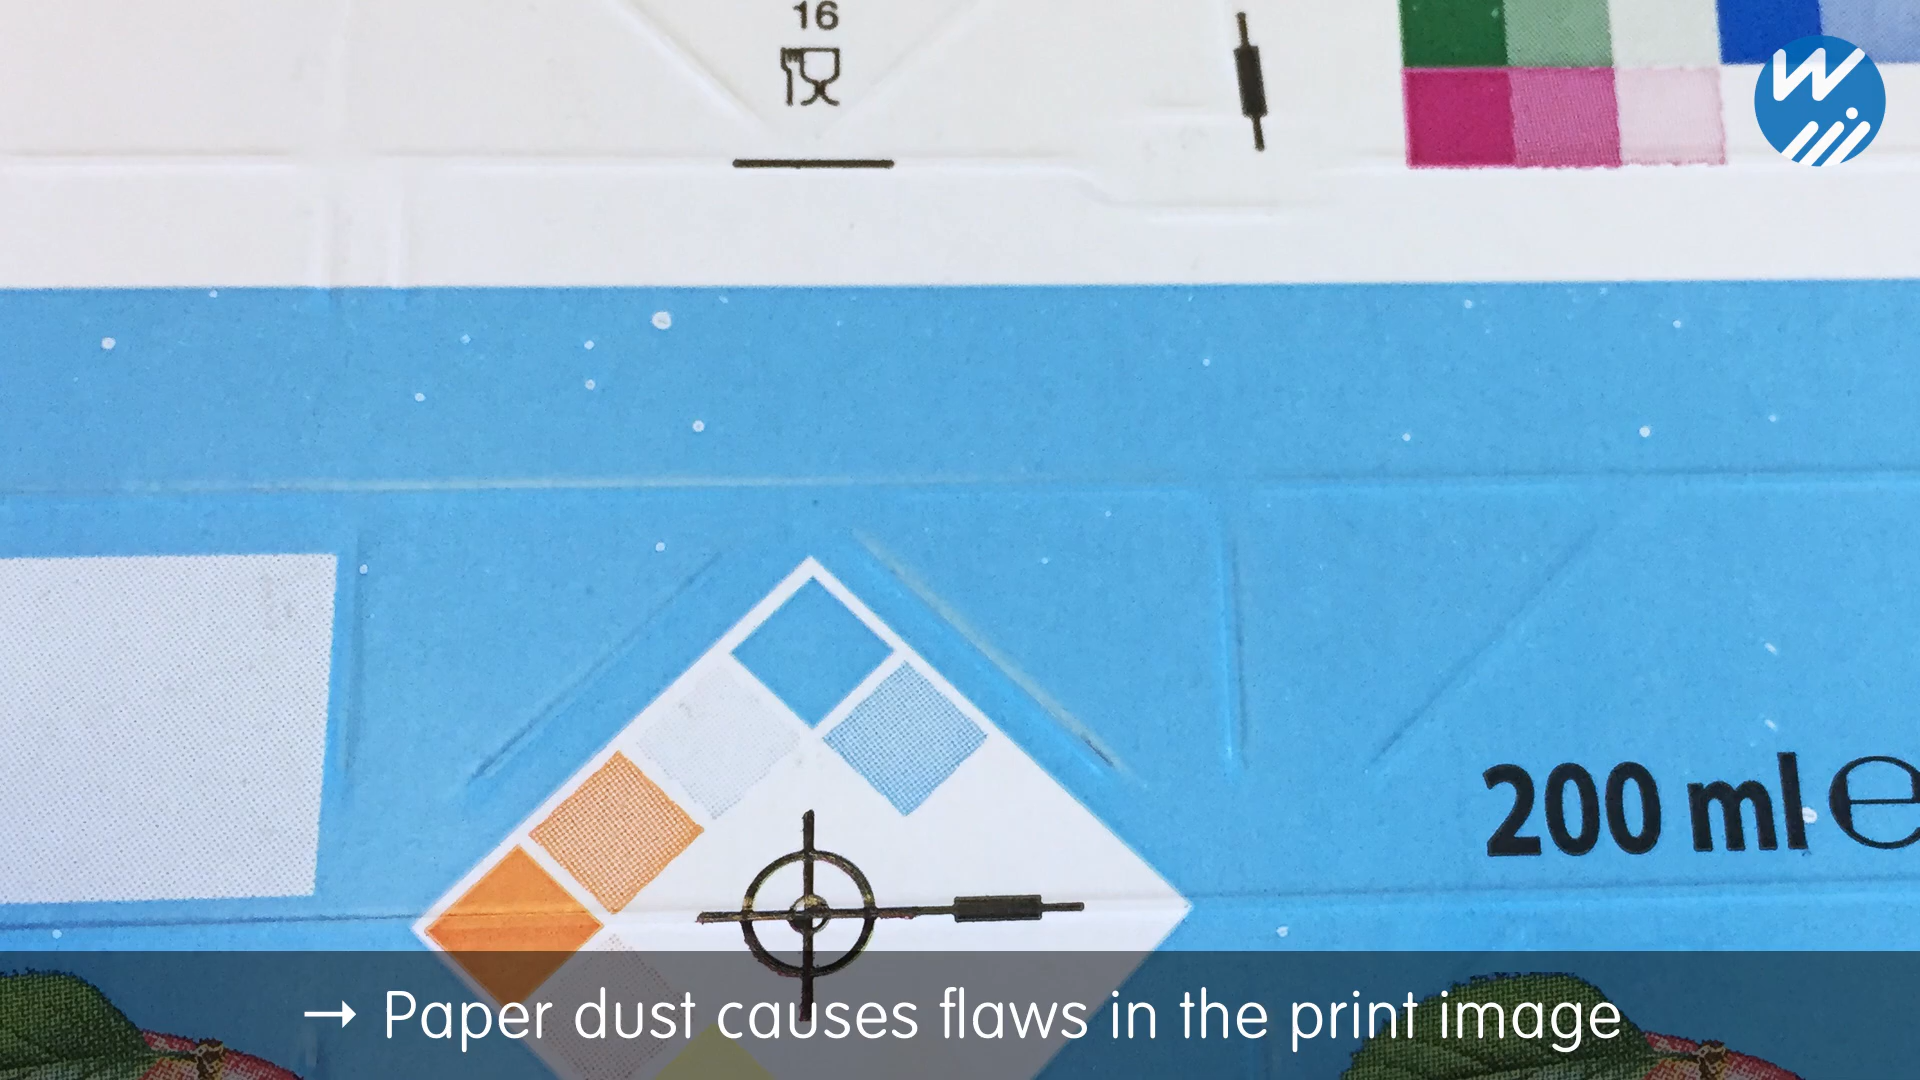 16
200 ml ℮
→ Paper dust causes flaws in the print image